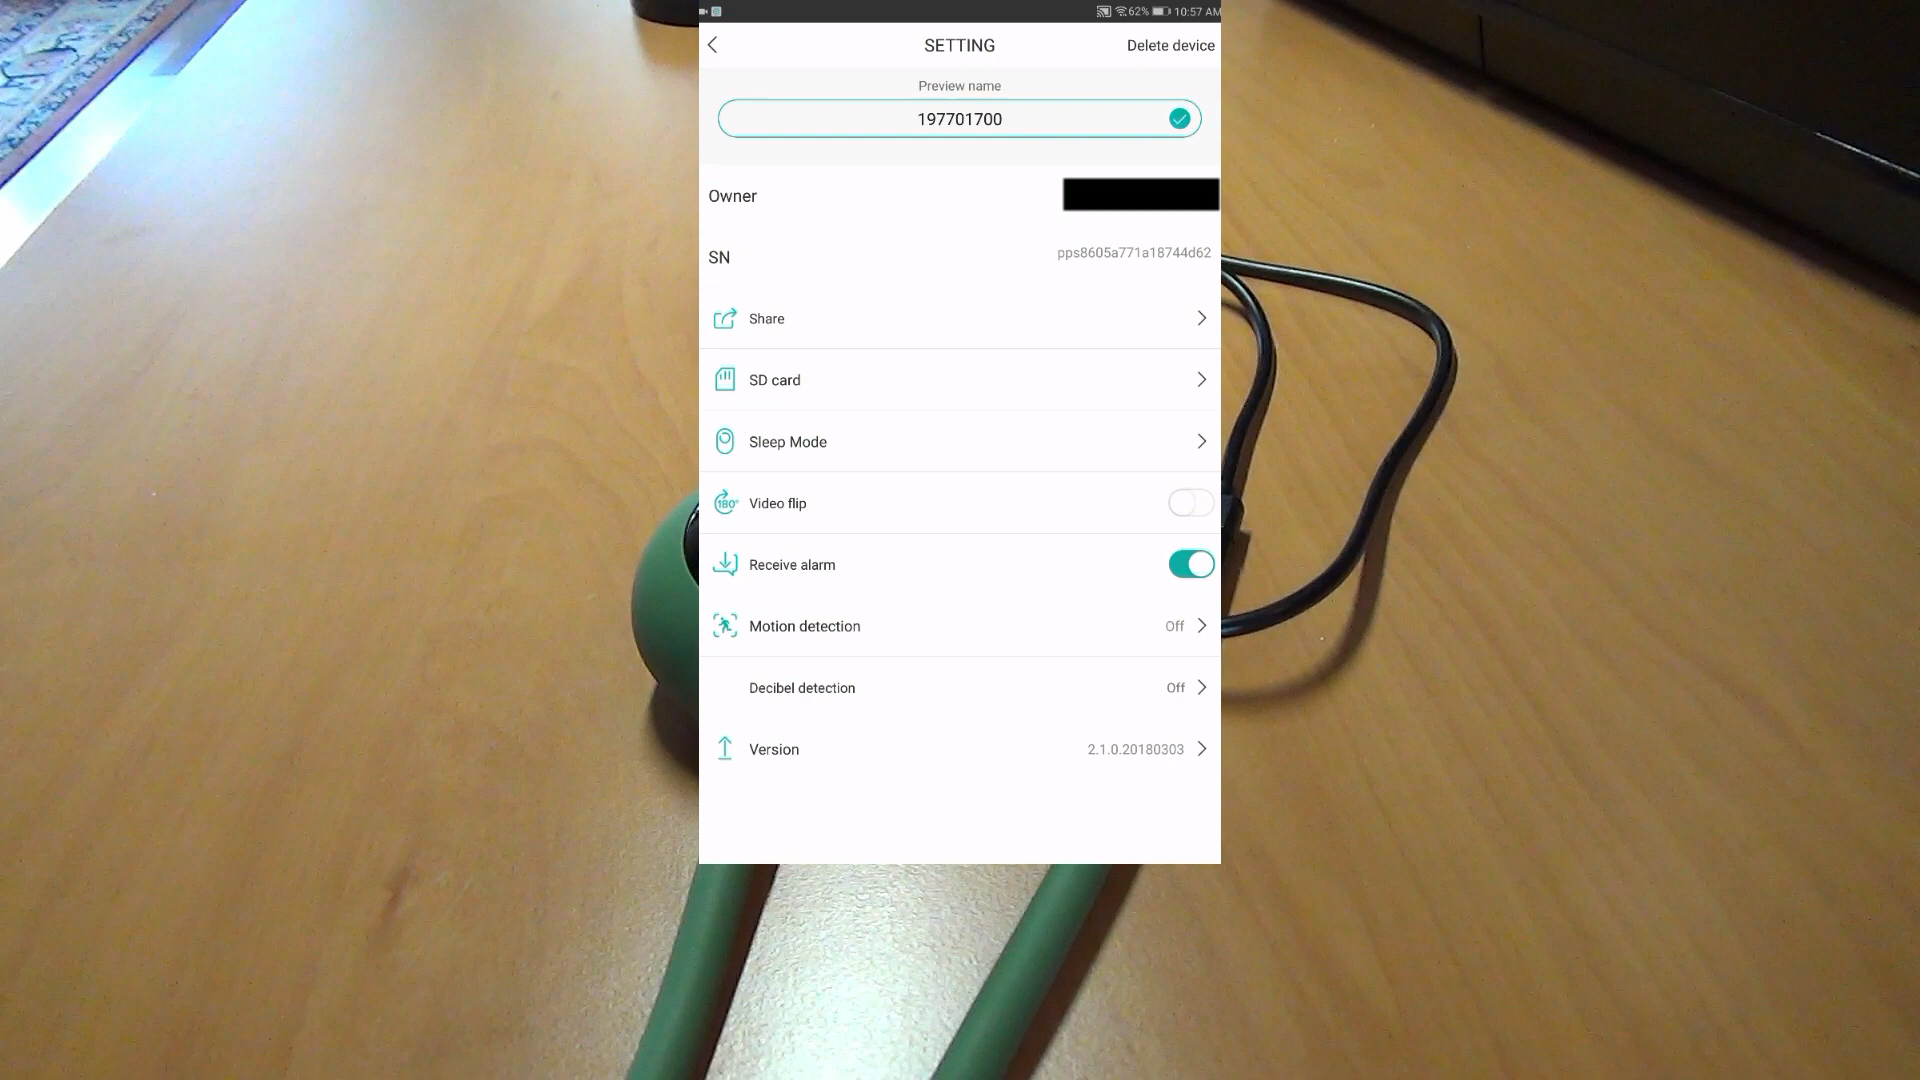 62% 10:57 AM
SETTING
Delete device
Preview name
197701700
Owner
SN
pps8605a771a18744d62
Share
SD card
Sleep Mode
180°
Video flip
Receive alarm
Motion detection
Off
Decibel detection
Off
Version
2.1.0.20180303